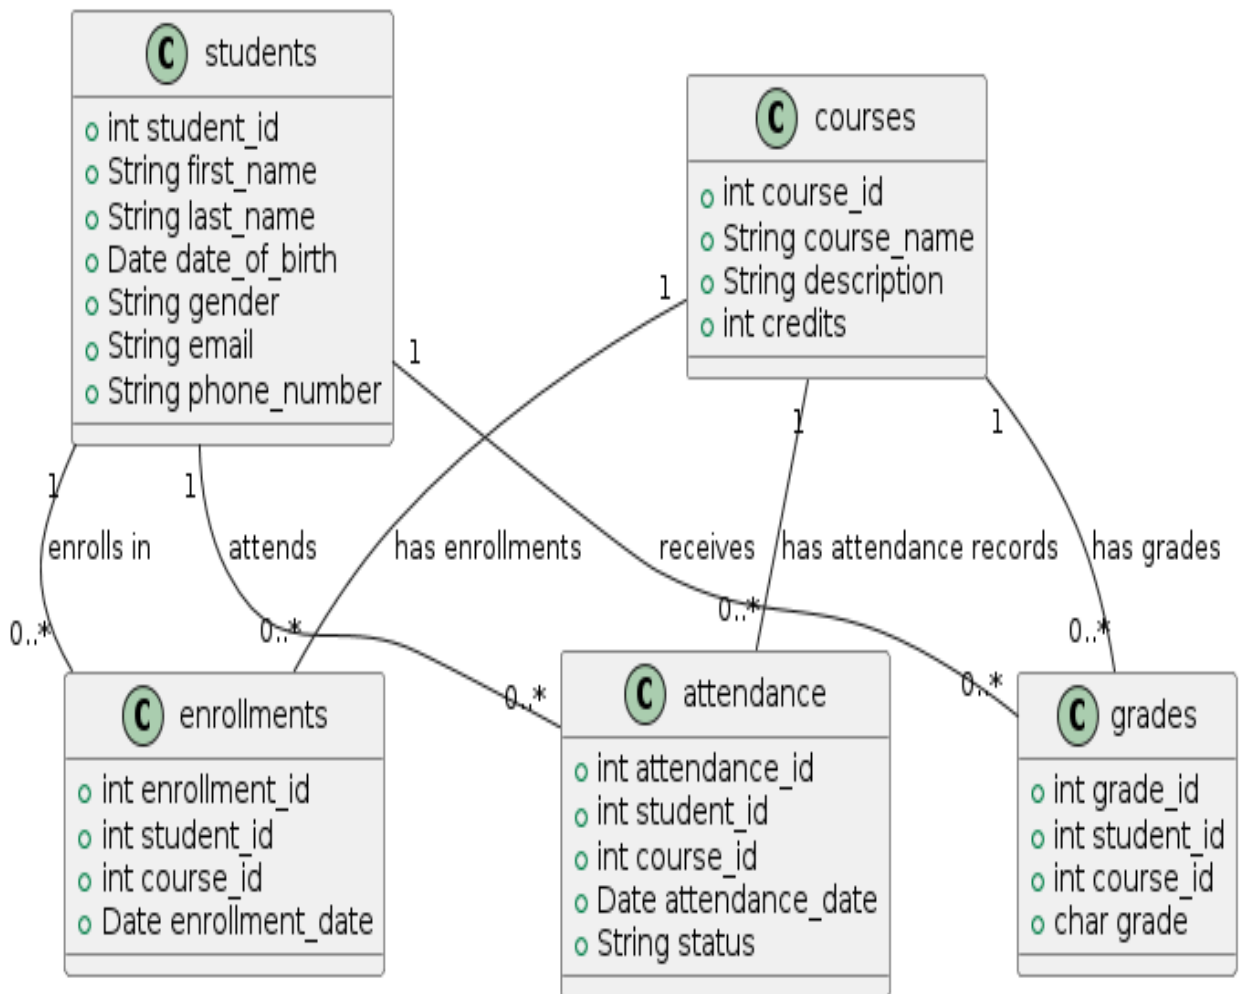 C students
int student_id
String first_name
String last_name
Date date_of_birth
String gender
String email
String phone_number
C courses
int course_id
String course_name
String description
int credits
1
1
1
1
1
1
enrolls in
attends
has enrollments
receives
has attendance records
has grades
0..*
0..*
0..*
0..*
0..*
0..*
C enrollments
int enrollment_id
int student_id
int course_id
Date enrollment_date
C attendance
int attendance_id
int student_id
int course_id
Date attendance_date
String status
C grades
int grade_id
int student_id
int course_id
char grade